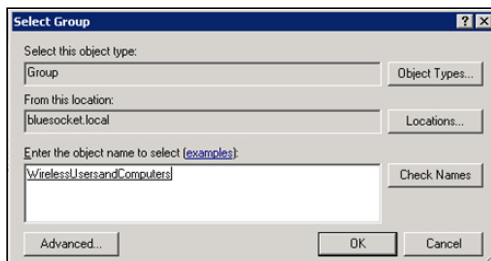 Select Group
Select this object type:
Group
Object Types...
From this location:
bluesocket.local
Locations...
Enter the object name to select (examples):
WirelessUsersandComputers
Check Names
Advanced...
OK
Cancel